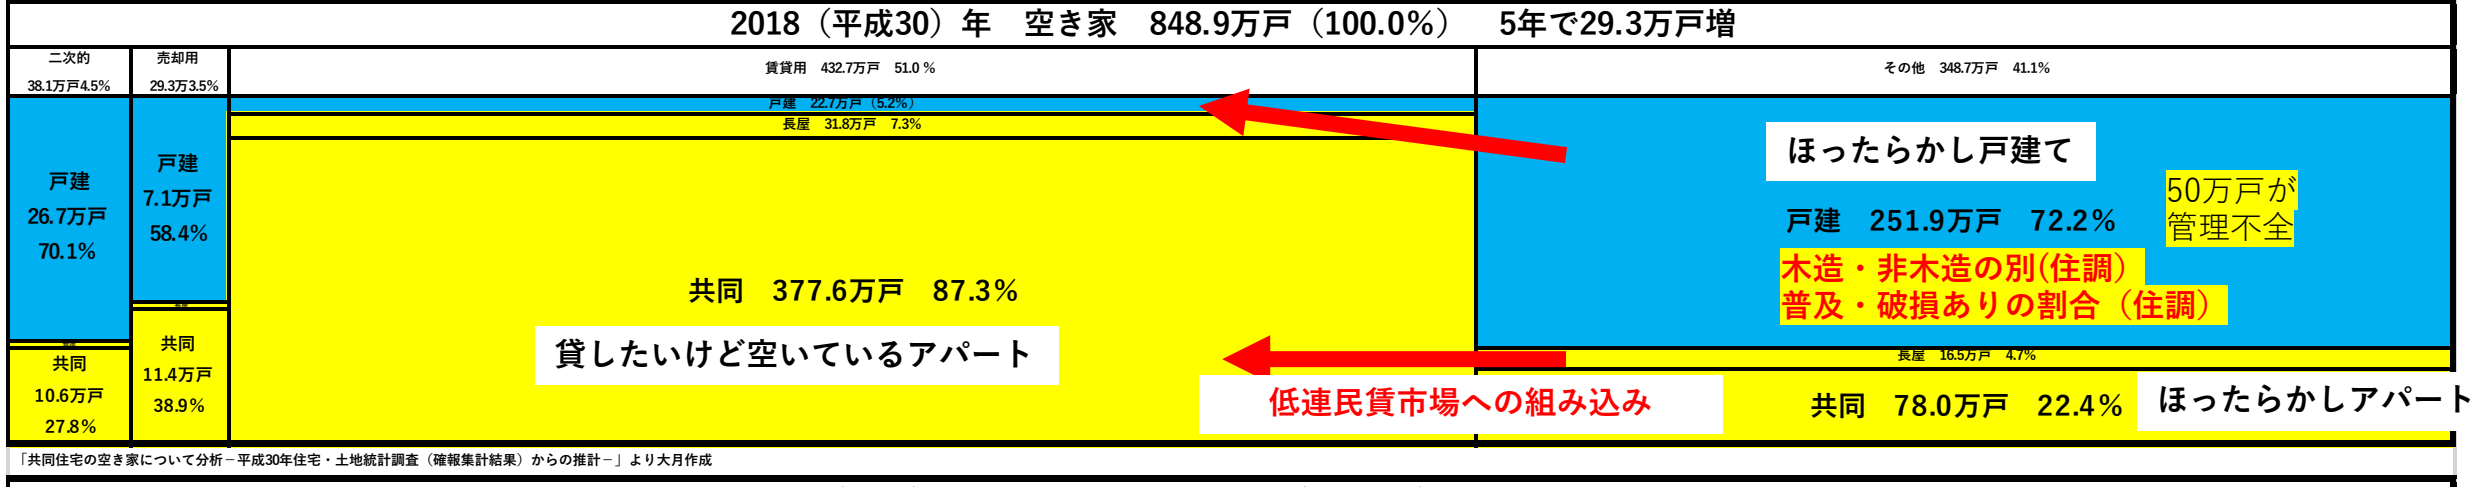 2018（平成30）年　空き家　848.9万戸（100.0%）　5年で29.3万戸増
二次的
38.1万戸4.5%
売却用
29.3万3.5%
賃貸用　432.7万戸　51.0 %
その他　348.7万戸　41.1%
戸建
26.7万戸
70.1%
共同
10.6万戸
27.8%
戸建
7.1万戸
58.4%
共同
11.4万戸
38.9%
戸建　22.7万戸（5.2%）
長屋　31.8万戸　7.3%
共同　377.6万戸　87.3%
貸したいけど空いているアパート
ほったらかし戸建て
戸建　251.9万戸　72.2%
50万戸が
管理不全
木造・非木造の別(住調）
普及・破損ありの割合（住調）
長屋　16.5万戸　4.7%
低連民賃市場への組み込み
共同　78.0万戸　22.4%
ほったらかしアパート
「共同住宅の空き家について分析－平成30年住宅・土地統計調査（確報集計結果）からの推計－」より大月作成